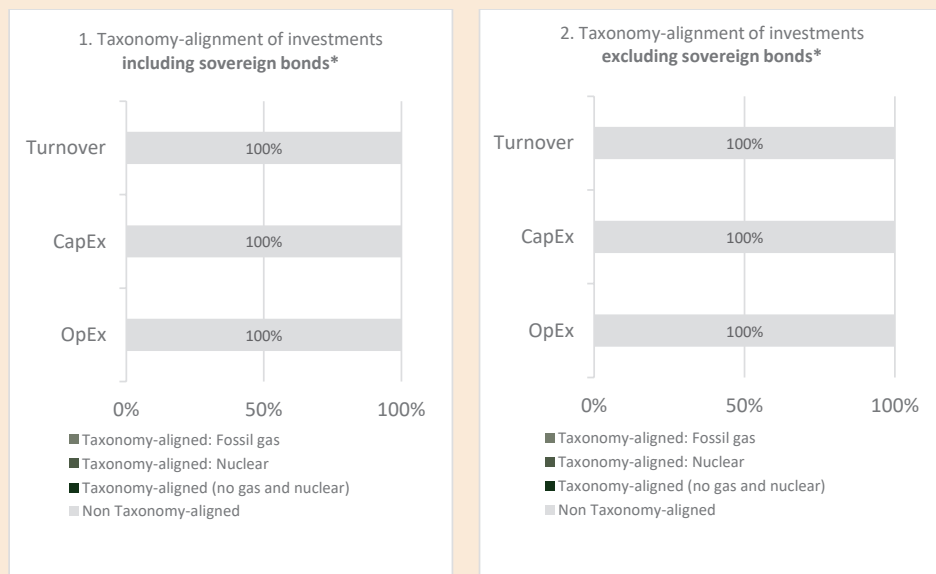 1. Taxonomy-alignment of investments
including sovereign bonds*
Turnover
100%
CapEx
100%
OpEx
100%
0%
50%
100%
Taxonomy-aligned: Fossil gas
Taxonomy-aligned: Nuclear
Taxonomy-aligned (no gas and nuclear)
Non Taxonomy-aligned
2. Taxonomy-alignment of investments
excluding sovereign bonds*
Turnover
100%
CapEx
100%
OpEx
100%
0%
50%
100%
Taxonomy-aligned: Fossil gas
Taxonomy-aligned: Nuclear
Taxonomy-aligned (no gas and nuclear)
Non Taxonomy-aligned